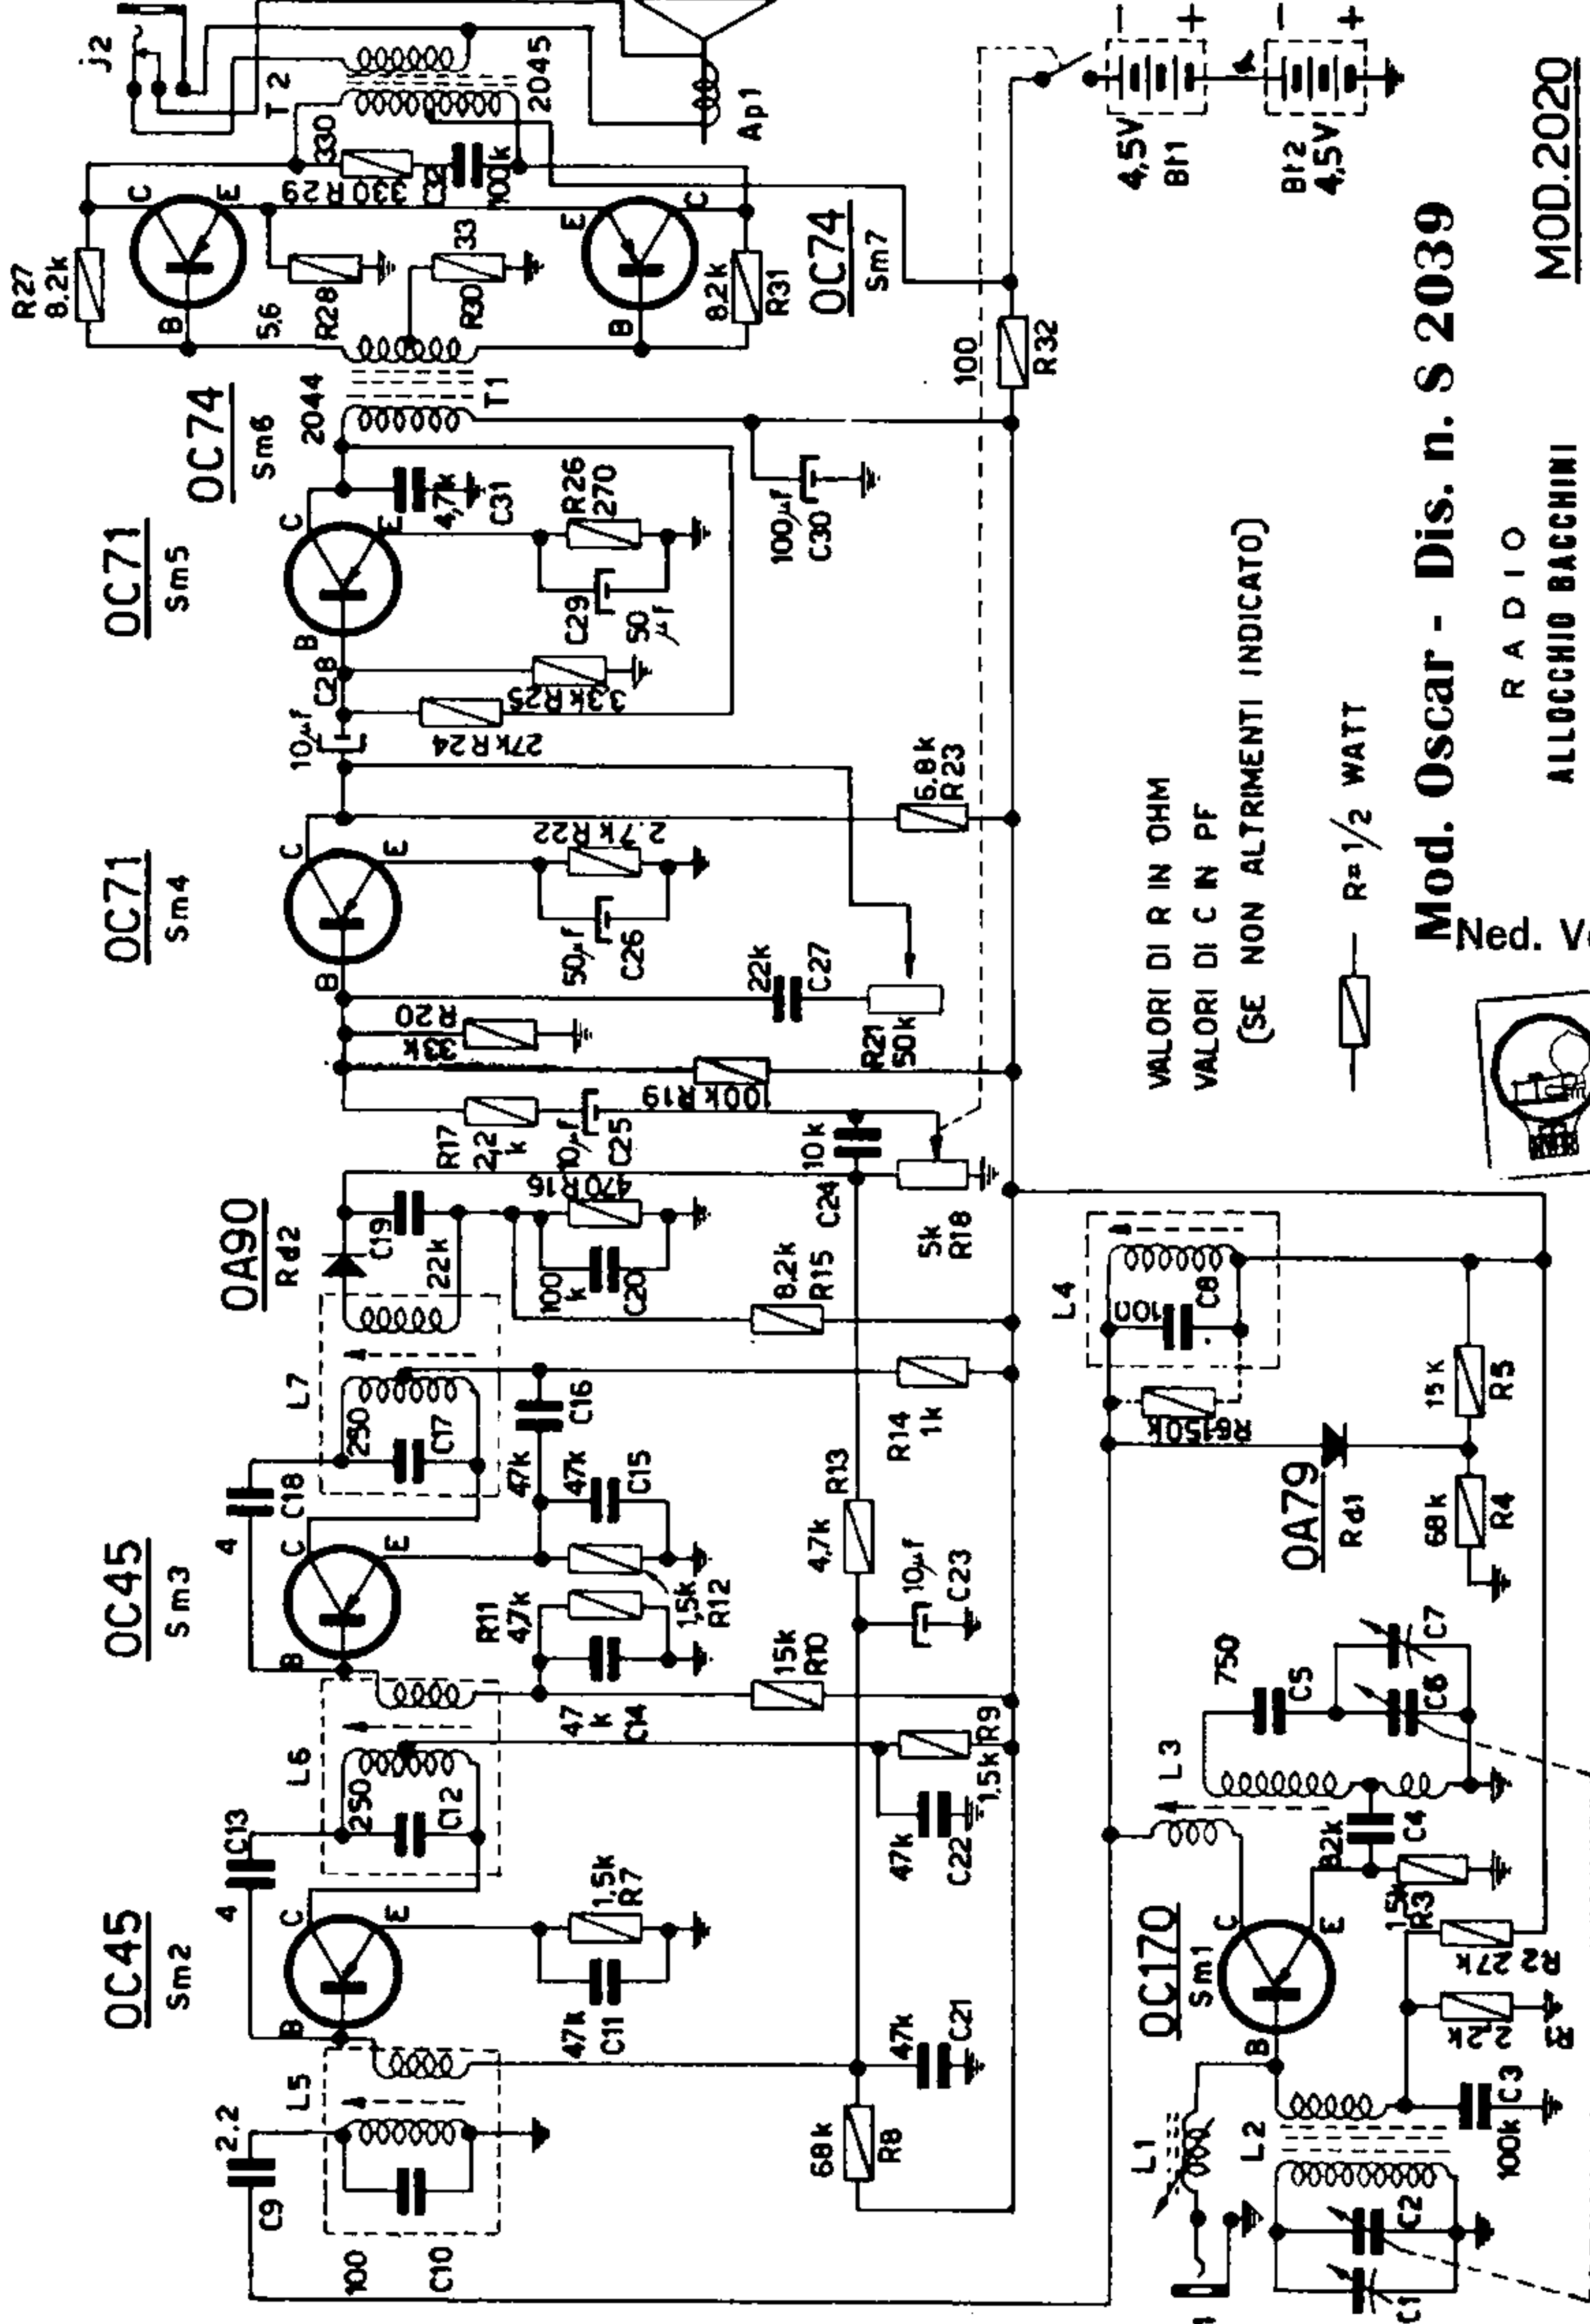 OC45
Sm2
OC45
Sm3
OA90
Rd2
OC71
Sm4
OC71
Sm5
OC74
Sm6
OC74
Sm7
OC170
Sm1
OA79
Rd1
C9
2.2
L5
100
C10
B
C
E
4
C13
47k
C11
1,5k
R7
68k
R8
47k
C21
L6
250
C12
B
C
E
4
C18
47
k
C14
R11
4,7k
1,5k
R12
15k
R10
1,5k
R9
47k
C22
10µf
C23
4,7k
R13
L7
250
C17
47k
C16
47k
C15
R14
1k
C19
22k
100
k
C20
470 R16
8,2k
R15
C24
10k
5k
R18
R17
2,2
k
10µf
C25
100k R19
33k
R20
B
C
E
50µf
C26
2.7k R22
22k
C27
R21
50k
6,8k
R23
10µf
C28
27k R24
3,3k R25
B
C
E
C29
50
µf
R26
270
4,7k
C31
2044
T1
100µf
C30
R27
8.2k
B
C
E
5,6
R28
33
R30
330
330 R29
C32
100k
B
E
C
8,2k
R31
T2
2045
j2
Ap1
100
R32
4,5V
Bt1
− +
Bt2
4,5V
− +
L1
L2
C1
C2
100k
C3
2,2k
27k R2
B
C
E
15k
R3
82k
C4
L3
750
C5
C6
C7
68k
R4
15K
R5
R6 150k
L4
100
C8
VALORI DI R IN OHM
VALORI DI C IN PF
(SE NON ALTRIMENTI INDICATO)
R=1/2 WATT
Mod. Oscar - Dis. n. S 2039
Ned. V
RADIO
ALLOCCHIO BACCHINI
MOD.2020